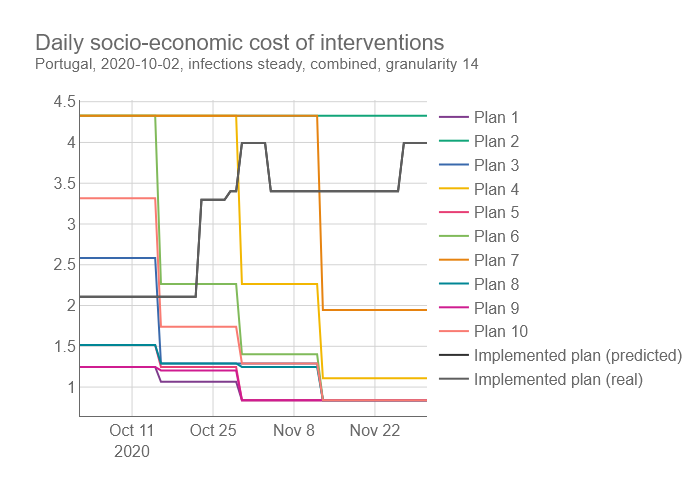 Daily socio-economic cost of interventions
Portugal, 2020-10-02, infections steady, combined, granularity 14
4.5
4
3.5
3
2.5
2
1.5
1
Oct 11
2020
Oct 25
Nov 8
Nov 22
Plan 1
Plan 2
Plan 3
Plan 4
Plan 5
Plan 6
Plan 7
Plan 8
Plan 9
Plan 10
Implemented plan (predicted)
Implemented plan (real)